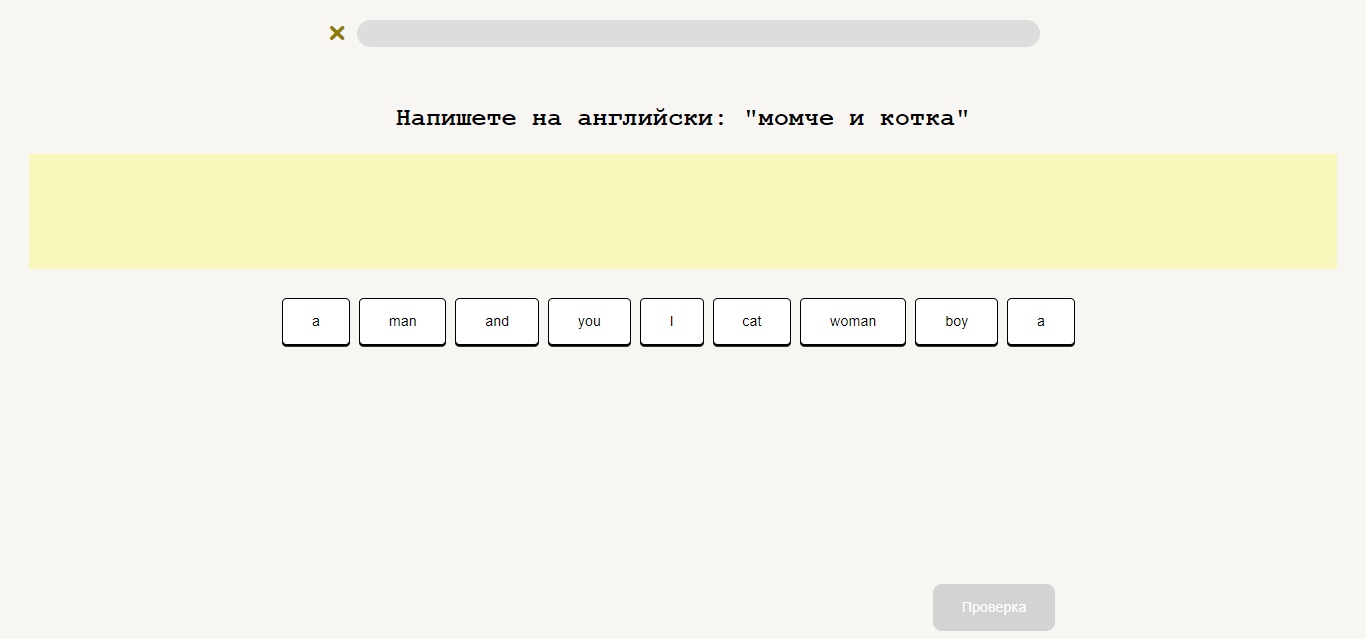 Напишете на английски: "момче и котка"
a man and you I cat woman boy a
Проверка